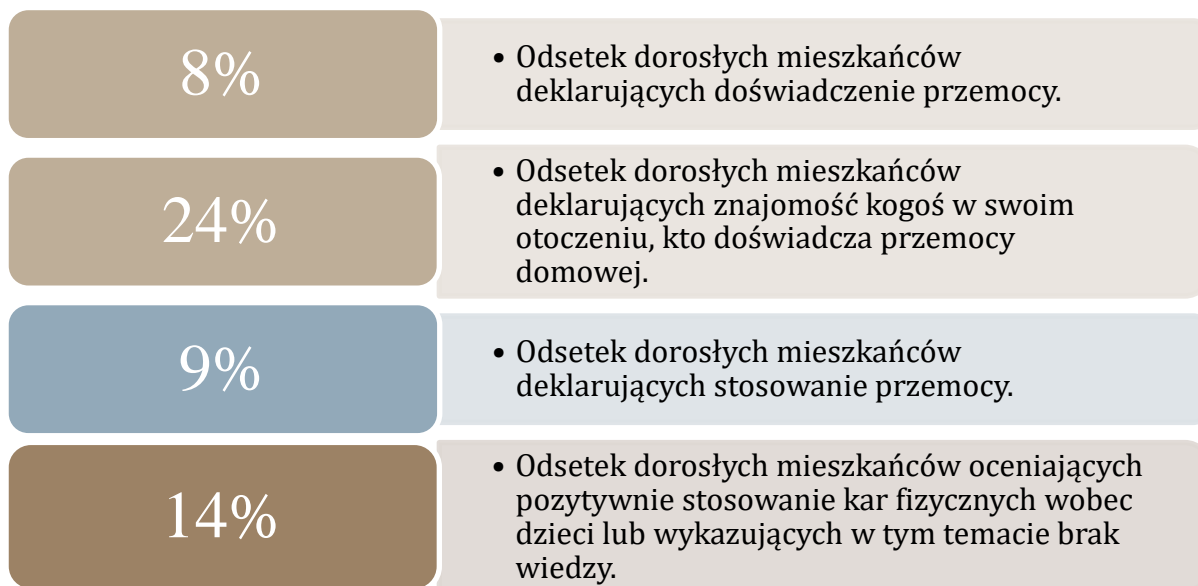 8%
• Odsetek dorosłych mieszkańców
deklarujących doświadczenie przemocy.
24%
• Odsetek dorosłych mieszkańców
deklarujących znajomość kogoś w swoim
otoczeniu, kto doświadcza przemocy
domowej.
9%
• Odsetek dorosłych mieszkańców
deklarujących stosowanie przemocy.
14%
• Odsetek dorosłych mieszkańców oceniających
pozytywnie stosowanie kar fizycznych wobec
dzieci lub wykazujących w tym temacie brak
wiedzy.